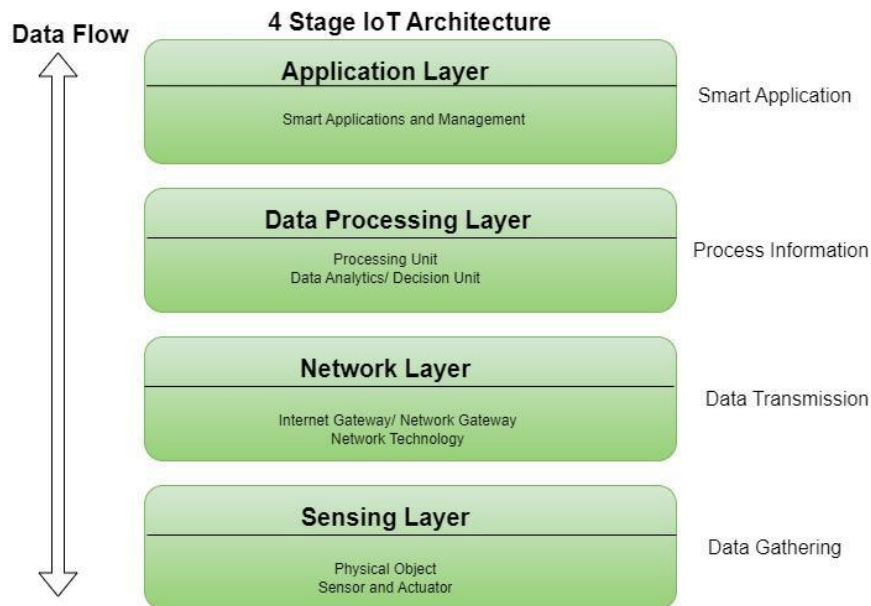 4 Stage IoT Architecture
Data Flow
Application Layer
Smart Applications and Management
Smart Application
Data Processing Layer
Processing Unit
Data Analytics/ Decision Unit
Process Information
Network Layer
Internet Gateway/ Network Gateway
Network Technology
Data Transmission
Sensing Layer
Physical Object
Sensor and Actuator
Data Gathering